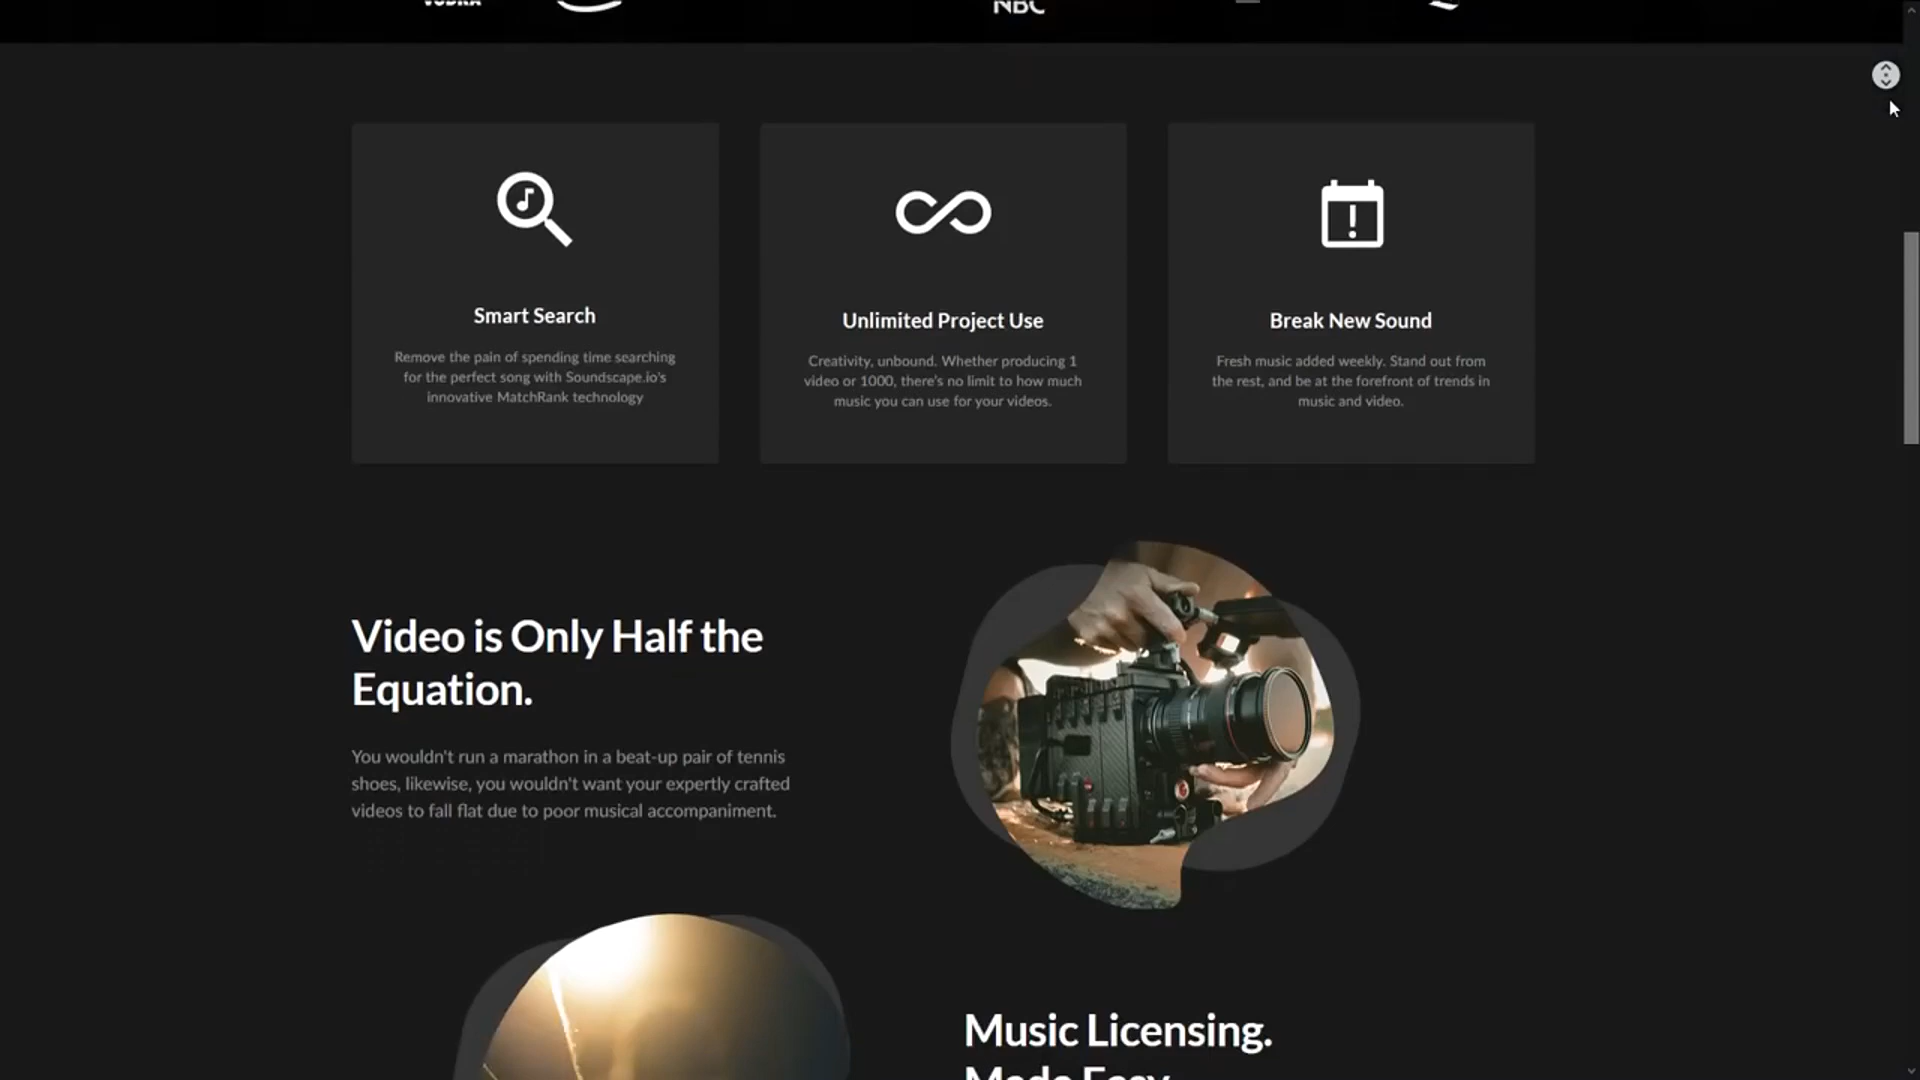 VODKA
NBC
Smart Search
Remove the pain of spending time searching
for the perfect song with Soundscape.io's
innovative MatchRank technology
Unlimited Project Use
Creativity, unbound. Whether producing 1
video or 1000, there's no limit to how much
music you can use for your videos.
Break New Sound
Fresh music added weekly. Stand out from
the rest, and be at the forefront of trends in
music and video.
Video is Only Half the
Equation.
You wouldn't run a marathon in a beat-up pair of tennis
shoes, likewise, you wouldn't want your expertly crafted
videos to fall flat due to poor musical accompaniment.
Music Licensing.
Made Easy.